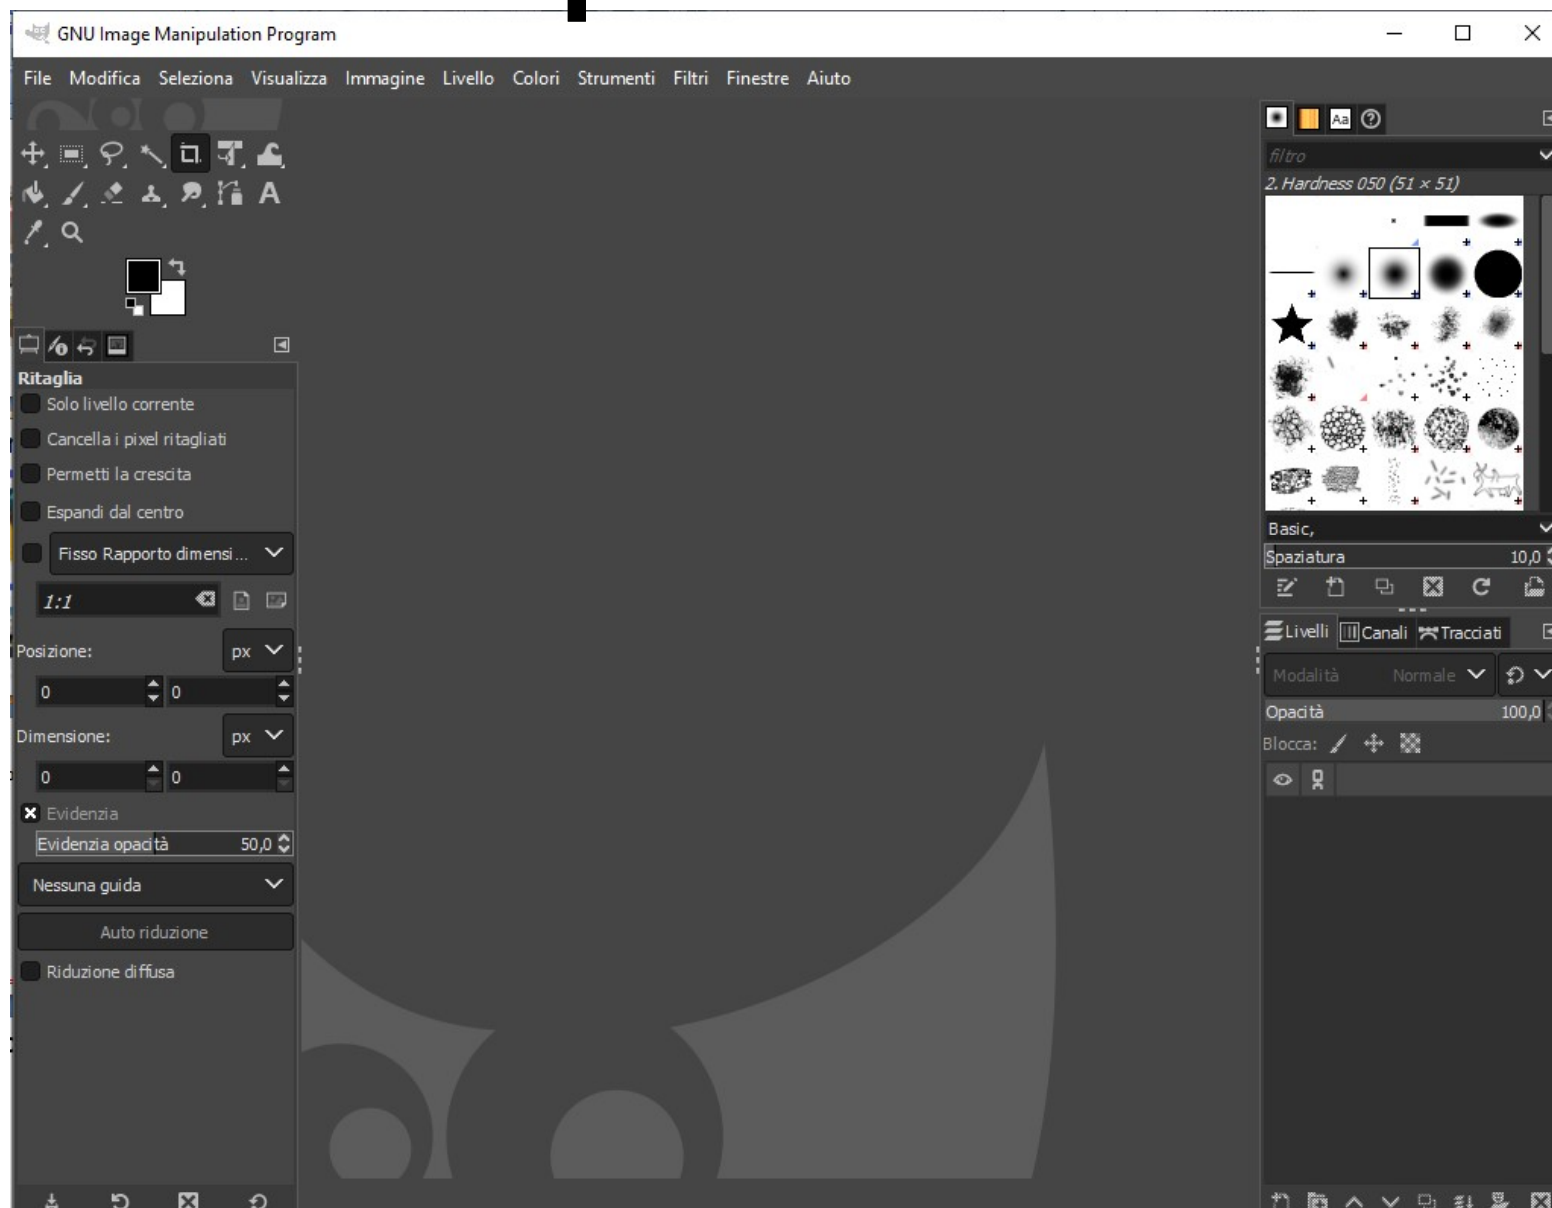 GNU Image Manipulation Program
File Modifica Seleziona Visualizza Immagine Livello Colori Strumenti Filtri Finestre Aiuto
A
Ritaglia
Solo livello corrente
Cancella i pixel ritagliati
Permetti la crescita
Espandi dal centro
Fisso Rapporto dimensi...
1:1
Posizione: px
0 0
Dimensione: px
0 0
Evidenzia
Evidenzia opacità 50,0
Nessuna guida
Auto riduzione
Riduzione diffusa
Aa
filtro
2. Hardness 050 (51 × 51)
Basic,
Spaziatura 10,0
Livelli Canali Tracciati
Modalità Normale
Opacità 100,0
Blocca: